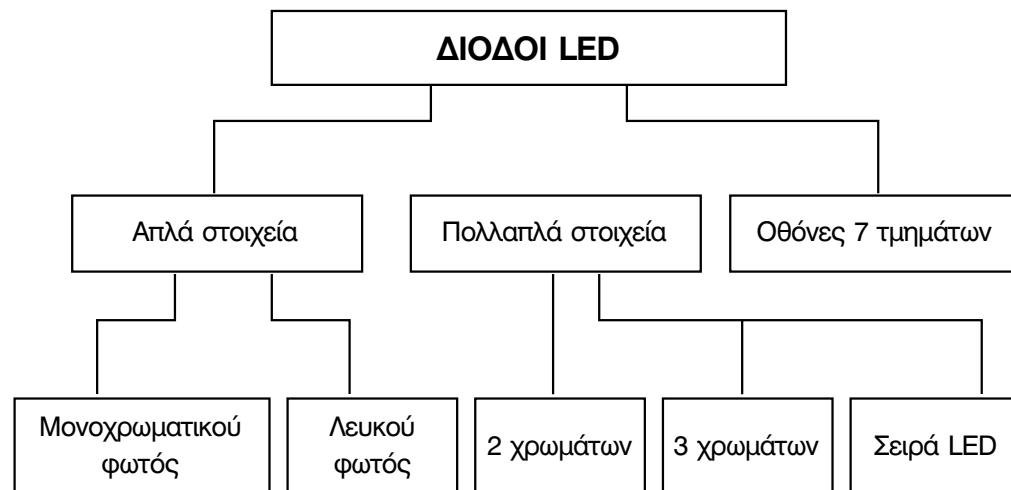 ΔΙΟΔΟΙ LED
Απλά στοιχεία
Πολλαπλά στοιχεία
Οθόνες 7 τμημάτων
Μονοχρωματικού
φωτός
Λευκού
φωτός
2 χρωμάτων
3 χρωμάτων
Σειρά LED